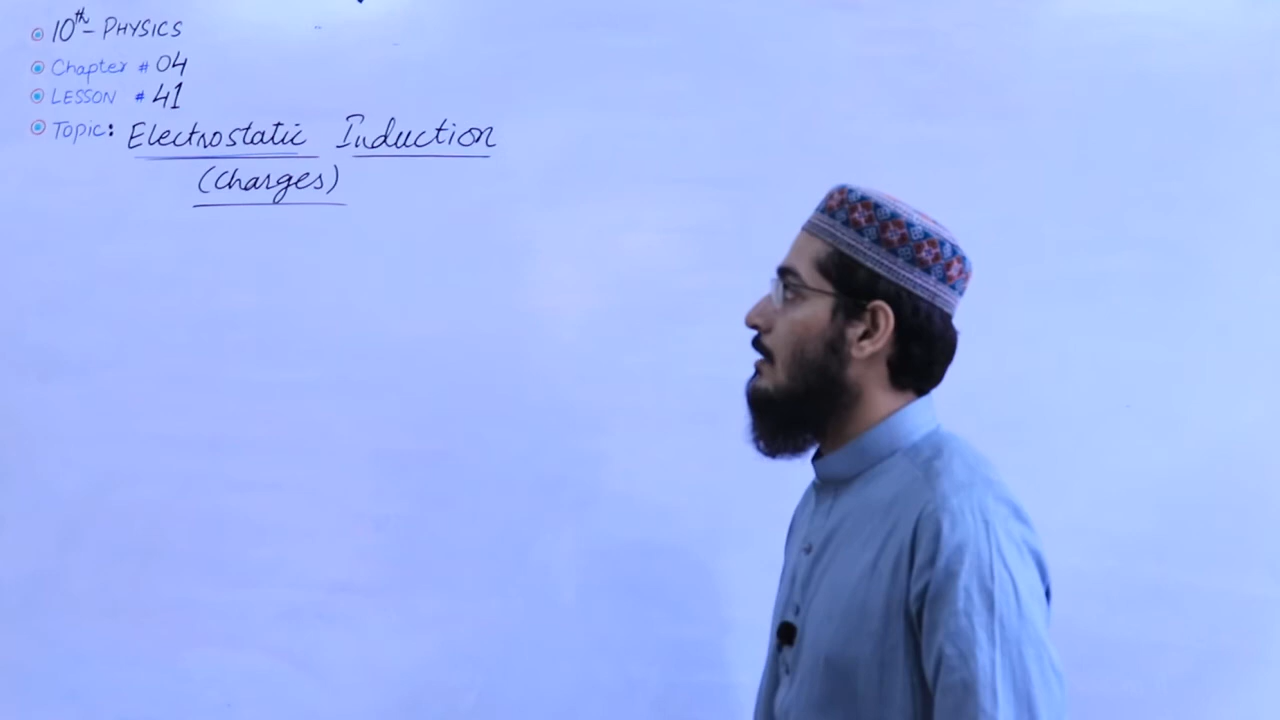 10th - PHYSICS
Chapter # 04
LESSON # 41
Topic: Electrostatic Induction
(Charges)